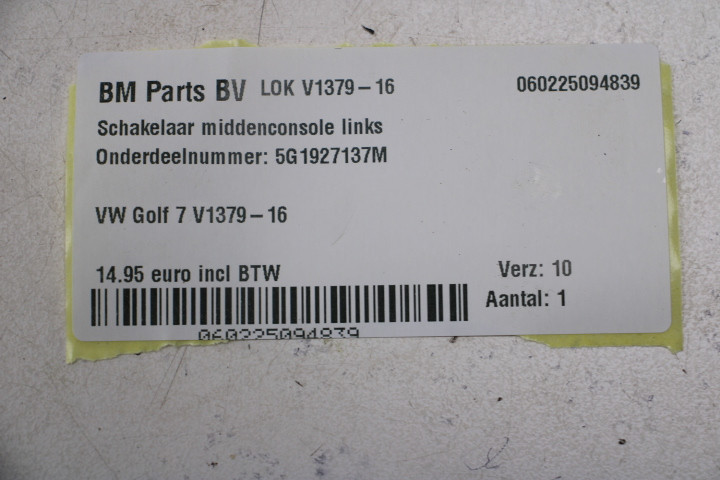 BM Parts BV LOK V1379-16 060225094839
Schakelaar middenconsole links
Onderdeelnummer: 5G1927137M
VW Golf 7 V1379-16
14.95 euro incl BTW Verz: 10
Aantal: 1
060225094839